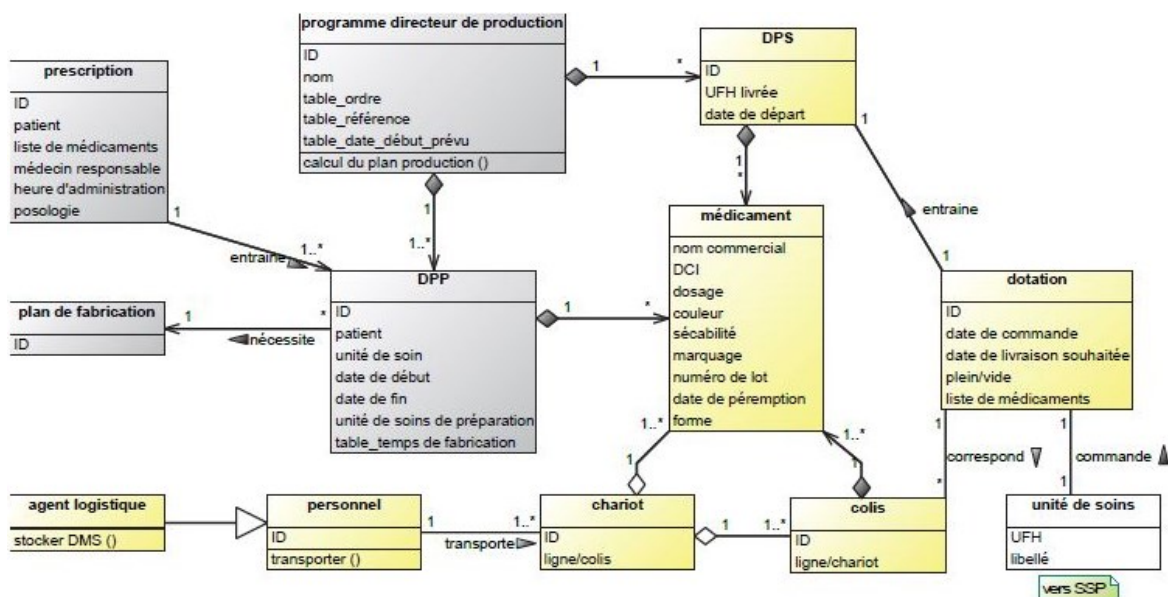 programme directeur de production
ID
nom
table_ordre
table_référence
table_date_début_prévu
calcul du plan production ()
1
*
DPS
ID
UFH livrée
date de départ
prescription
ID
patient
liste de médicaments
médecin responsable
heure d'administration
posologie
1
entraine
1..*
1
1..*
1
*
1
entraine
1
médicament
nom commercial
DCI
dosage
couleur
sécabilité
marquage
numéro de lot
date de péremption
forme
DPP
ID
patient
unité de soin
date de début
date de fin
unité de soins de préparation
table_temps de fabrication
1
*
plan de fabrication
ID
1
*
nécessite
dotation
ID
date de commande
date de livraison souhaitée
plein/vide
liste de médicaments
1..*
1
1..*
1
1
correspond
*
1
commande
1
agent logistique
stocker DMS ()
personnel
ID
transporter ()
1
1..*
transporte
chariot
ID
ligne/colis
1
1..*
colis
ID
ligne/chariot
unité de soins
UFH
libellé
vers SSP